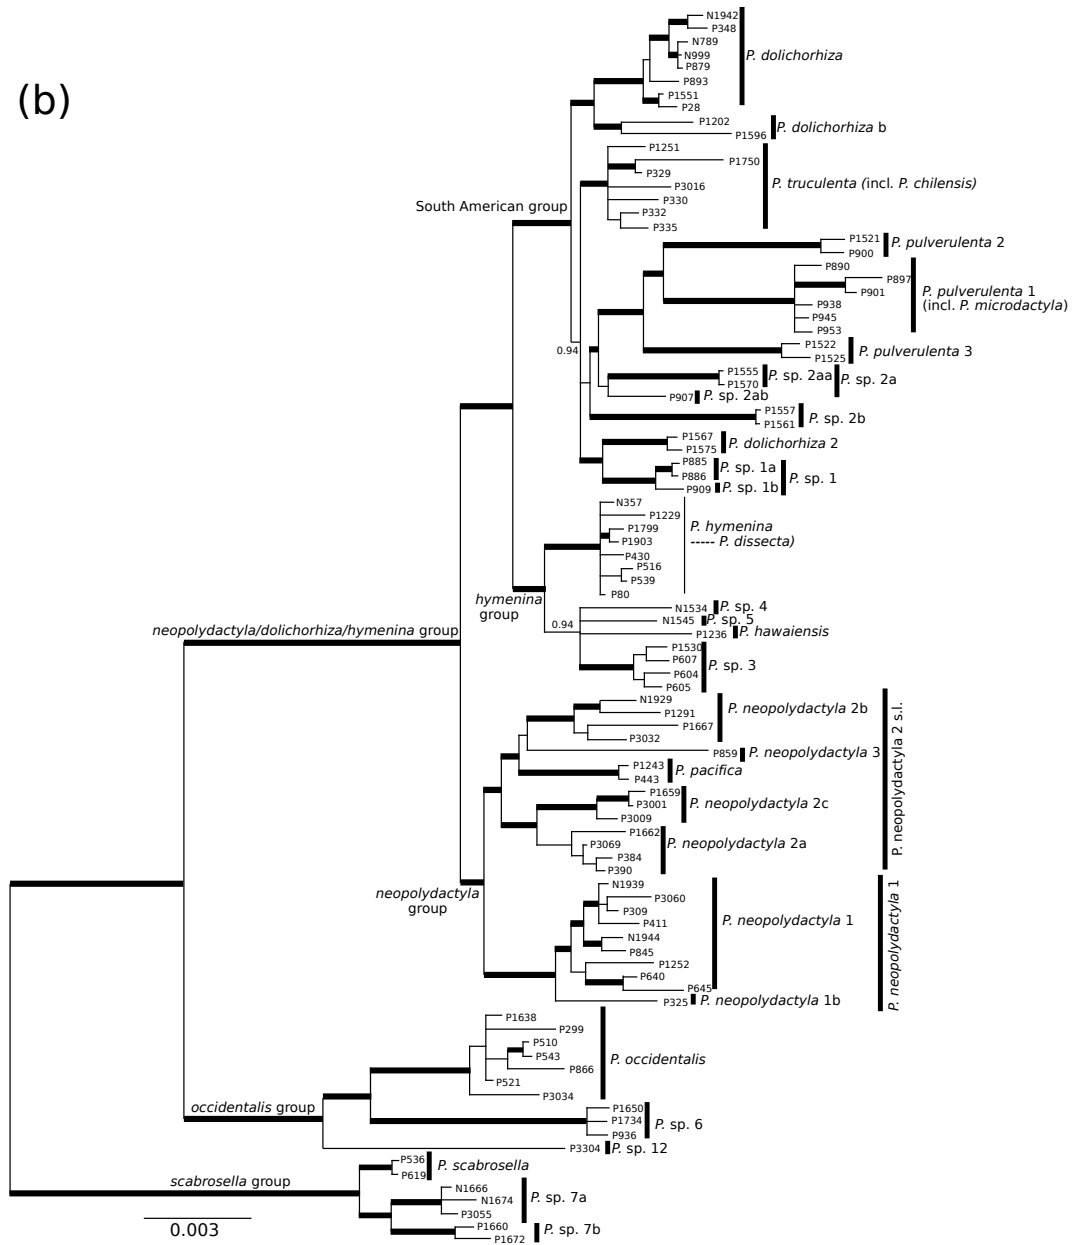 (b)
N1942
P348
N789
N999
P879
P893
P1551
P28
P. dolichorhiza
P1202
P1596
P. dolichorhiza b
P1251
P1750
P329
P3016
P330
P332
P335
P. truculenta (incl. P. chilensis)
South American group
P1521
P900
P. pulverulenta 2
P890
P897
P901
P938
P945
P953
P. pulverulenta 1
(incl. P. microdactyla)
P1522
P1525
P. pulverulenta 3
0.94
P1555
P1570
P. sp. 2aa
P907
P. sp. 2ab
P. sp. 2a
P1557
P1561
P. sp. 2b
P1567
P1575
P. dolichorhiza 2
P885
P886
P. sp. 1a
P909
P. sp. 1b
P. sp. 1
N357
P1229
P1799
P1903
P430
P516
P539
P80
P. hymenina
----- P. dissecta)
hymenina
group
0.94
N1534
P. sp. 4
N1545
P. sp. 5
P1236
P. hawaiensis
P1530
P607
P604
P605
P. sp. 3
neopolydactyla/dolichorhiza/hymenina group
N1929
P1291
P1667
P3032
P. neopolydactyla 2b
P859
P. neopolydactyla 3
P1243
P443
P. pacifica
P1659
P3001
P3009
P. neopolydactyla 2c
P1662
P3069
P384
P390
P. neopolydactyla 2a
P. neopolydactyla 2 s.l.
neopolydactyla
group
N1939
P3060
P309
P411
N1944
P845
P1252
P640
P645
P. neopolydactyla 1
P325
P. neopolydactyla 1b
P. neopolydactyla 1
P1638
P299
P510
P543
P866
P521
P3034
P. occidentalis
occidentalis group
P1650
P1734
P936
P. sp. 6
P3304
P. sp. 12
P536
P619
P. scabrosella
scabrosella group
N1666
N1674
P3055
P. sp. 7a
P1660
P1672
P. sp. 7b
0.003